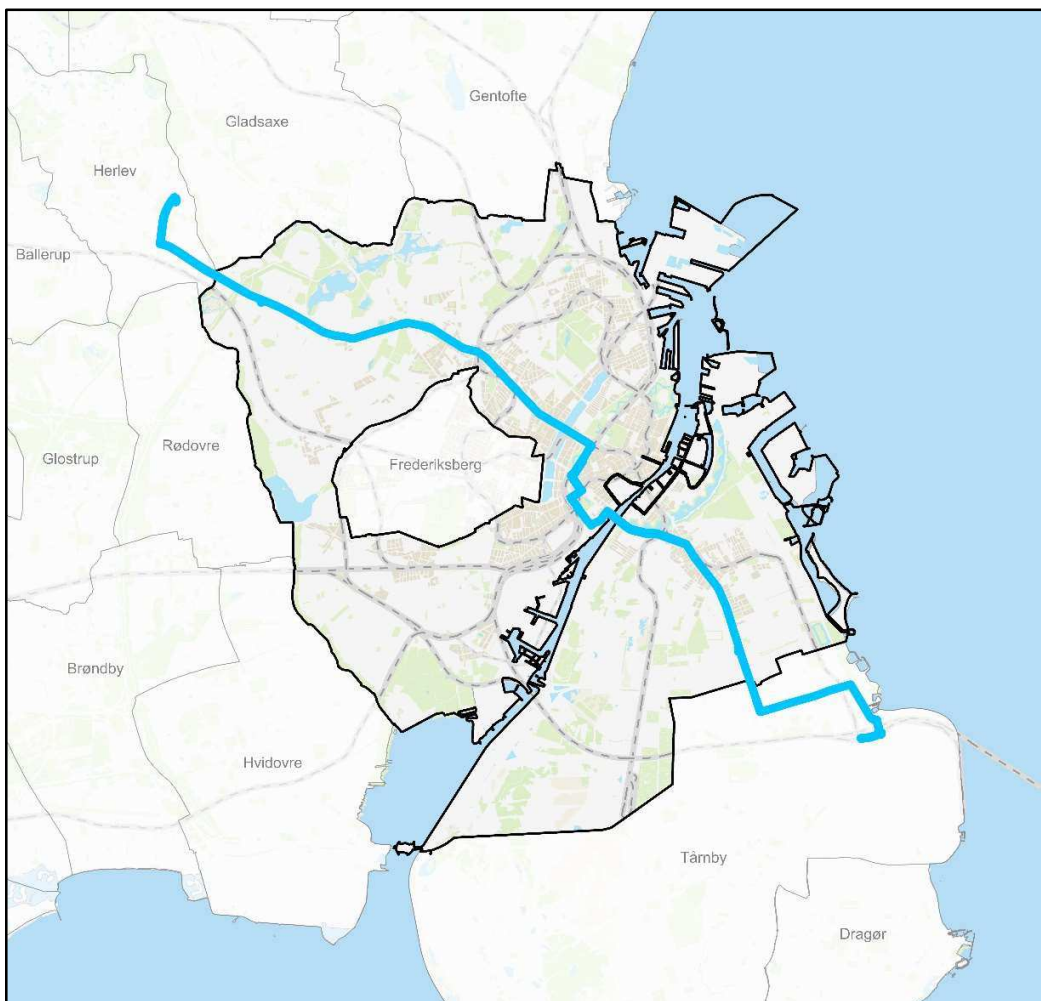 Gentofte
Gladsaxe
Herlev
Ballerup
Rødovre
Glostrup
Frederiksberg
Brøndby
Hvidovre
Tårnby
Dragør